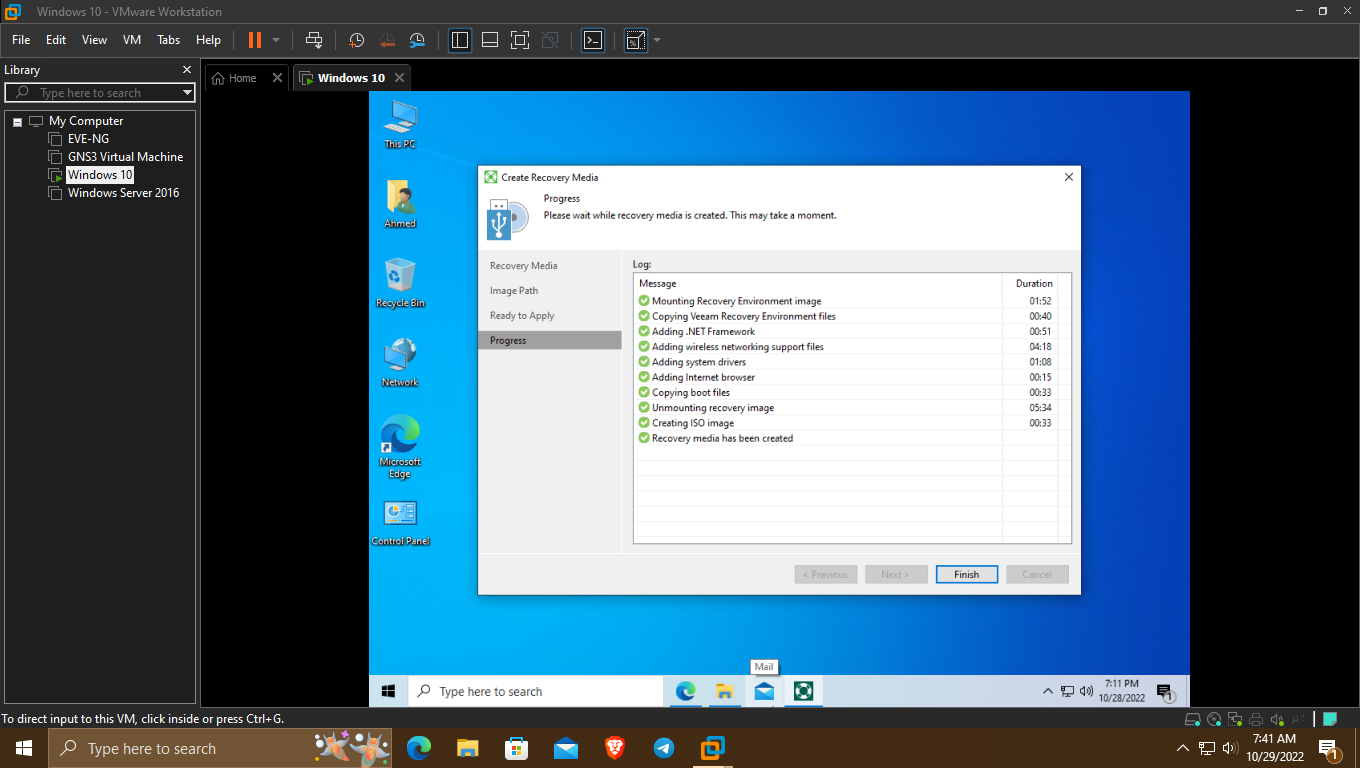 Windows 10 - VMware Workstation
File Edit View VM Tabs Help
Library
Type here to search
My Computer
EVE-NG
GNS3 Virtual Machine
Windows 10
Windows Server 2016
Home
Windows 10
This PC
Ahmed
Recycle Bin
Network
Microsoft
Edge
Control Panel
Create Recovery Media
Progress
Please wait while recovery media is created. This may take a moment.
Recovery Media
Image Path
Ready to Apply
Progress
Log:
Message Duration
Mounting Recovery Environment image 01:52
Copying Veeam Recovery Environment files 00:40
Adding .NET Framework 00:51
Adding wireless networking support files 04:18
Adding system drivers 01:08
Adding Internet browser 00:15
Copying boot files 00:33
Unmounting recovery image 05:34
Creating ISO image 00:33
Recovery media has been created
< Previous Next > Finish Cancel
Mail
Type here to search
7:11 PM
10/28/2022
1
To direct input to this VM, click inside or press Ctrl+G.
Type here to search
7:41 AM
10/29/2022
1